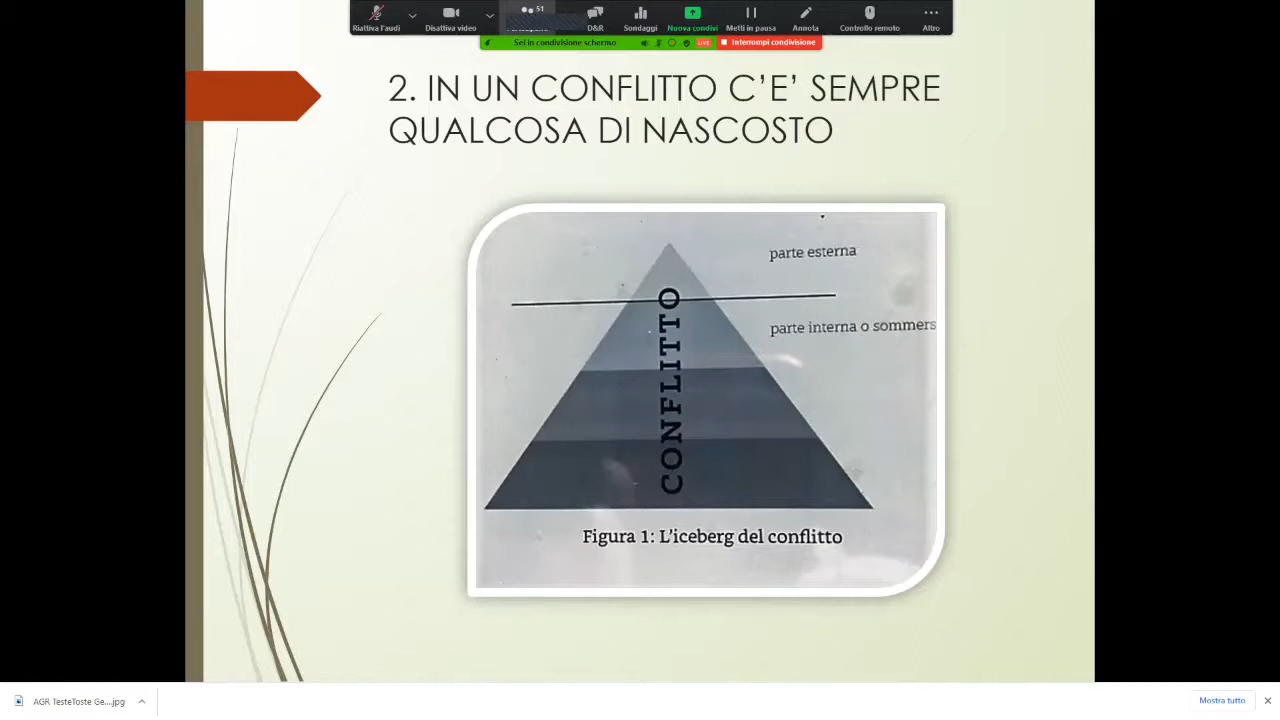 51
Riattiva l'audi
Disattiva video
D&R
Sondaggi
Nuova condivi
Metti in pausa
Annota
Controllo remoto
Altro
Sei in condivisione schermo
LIVE
Interrompi condivisione
2. IN UN CONFLITTO C'E' SEMPRE
QUALCOSA DI NASCOSTO
parte esterna
parte interna o sommers
CONFLITTO
Figura 1: L'iceberg del conflitto
AGR TesteToste Ge....jpg
Mostra tutto